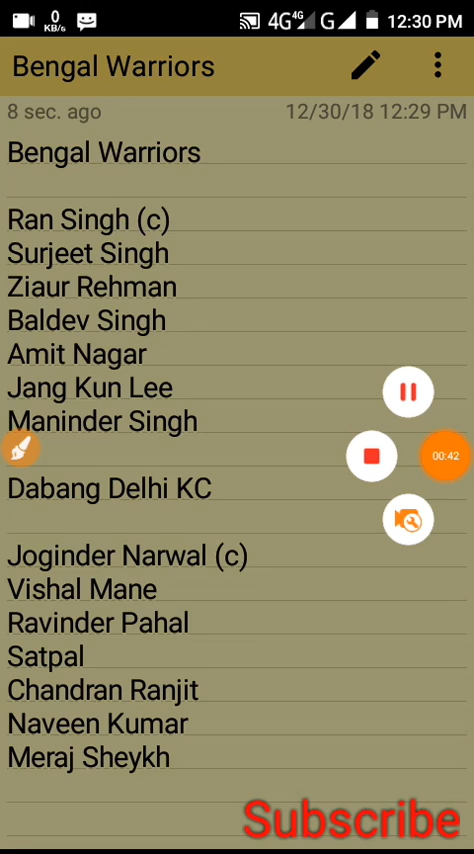 0 KB/s 4G 4G G 12:30 PM
Bengal Warriors
8 sec. ago 12/30/18 12:29 PM
Bengal Warriors
Ran Singh (c)
Surjeet Singh
Ziaur Rehman
Baldev Singh
Amit Nagar
Jang Kun Lee
Maninder Singh
00:42
Dabang Delhi KC
Joginder Narwal (c)
Vishal Mane
Ravinder Pahal
Satpal
Chandran Ranjit
Naveen Kumar
Meraj Sheykh
Subscribe